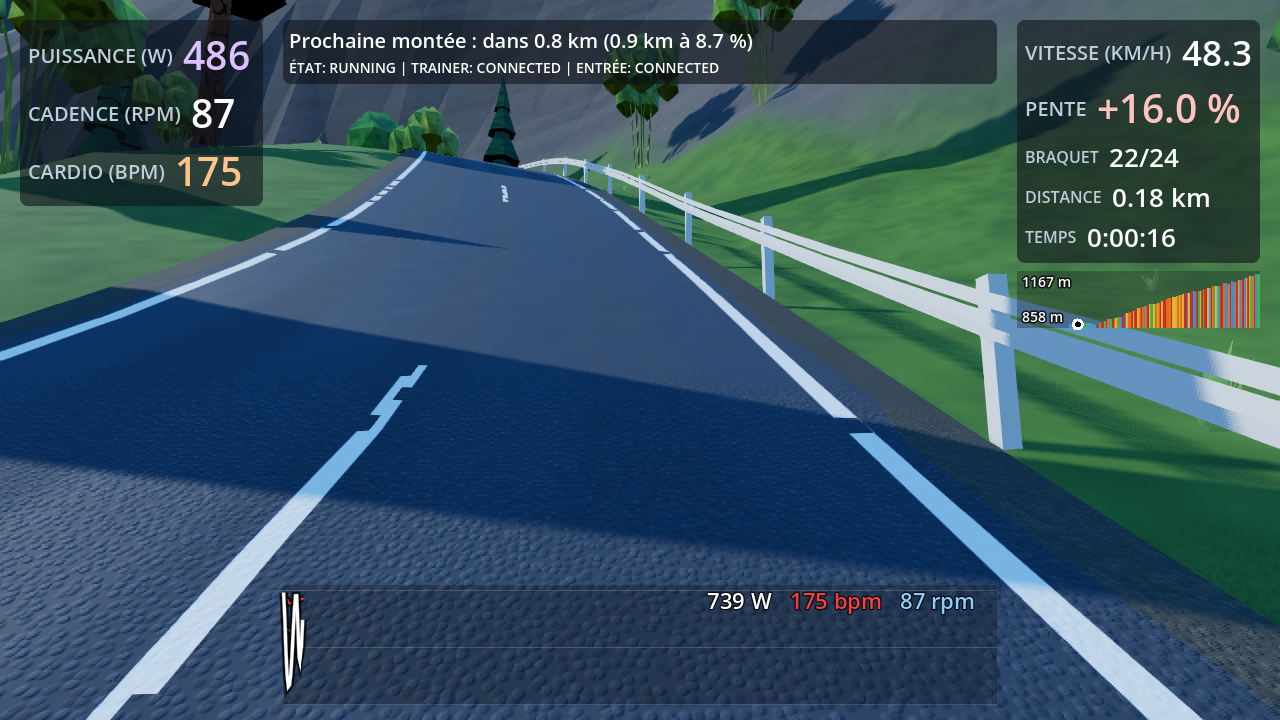 PUISSANCE (W) 486
CADENCE (RPM) 87
CARDIO (BPM) 175
Prochaine montée : dans 0.8 km (0.9 km à 8.7 %)
ÉTAT: RUNNING | TRAINER: CONNECTED | ENTRÉE: CONNECTED
VITESSE (KM/H) 48.3
PENTE +16.0 %
BRAQUET 22/24
DISTANCE 0.18 km
TEMPS 0:00:16
1167 m
858 m
739 W 175 bpm 87 rpm